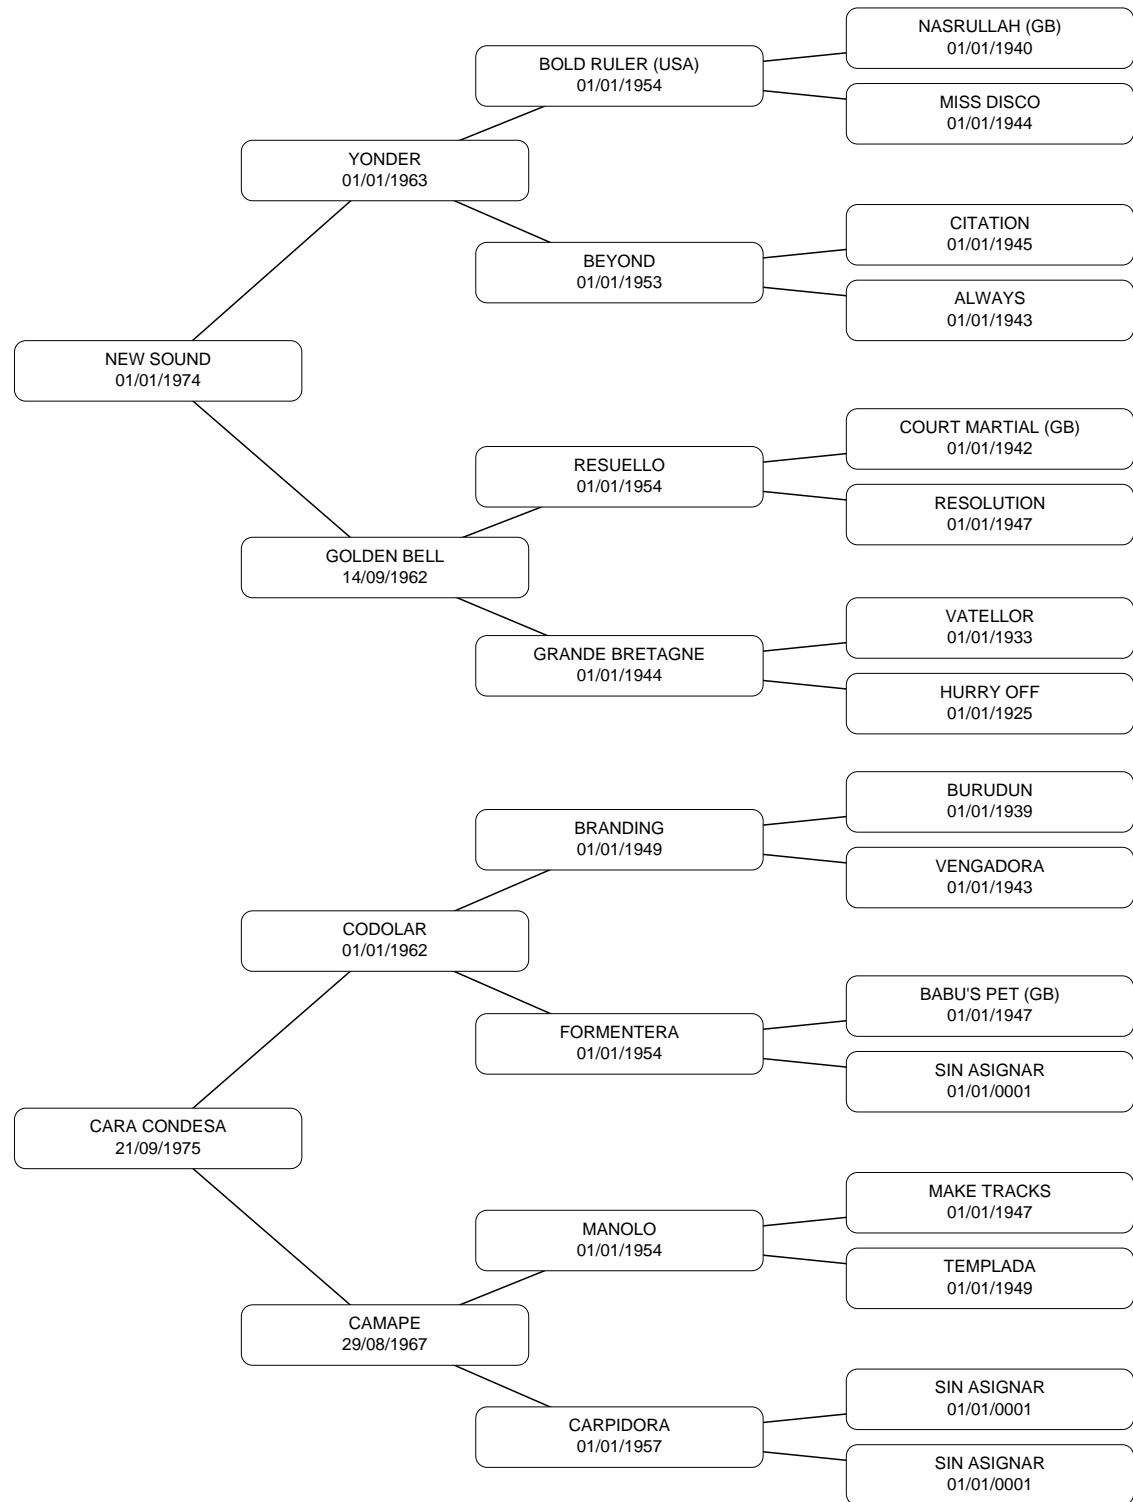 NASRULLAH (GB)
01/01/1940
BOLD RULER (USA)
01/01/1954
MISS DISCO
01/01/1944
YONDER
01/01/1963
CITATION
01/01/1945
BEYOND
01/01/1953
ALWAYS
01/01/1943
NEW SOUND
01/01/1974
COURT MARTIAL (GB)
01/01/1942
RESUELLO
01/01/1954
RESOLUTION
01/01/1947
GOLDEN BELL
14/09/1962
VATELLOR
01/01/1933
GRANDE BRETAGNE
01/01/1944
HURRY OFF
01/01/1925
BURUDUN
01/01/1939
BRANDING
01/01/1949
VENGADORA
01/01/1943
CODOLAR
01/01/1962
BABU'S PET (GB)
01/01/1947
FORMENTERA
01/01/1954
SIN ASIGNAR
01/01/0001
CARA CONDESA
21/09/1975
MAKE TRACKS
01/01/1947
MANOLO
01/01/1954
TEMPLADA
01/01/1949
CAMAPE
29/08/1967
SIN ASIGNAR
01/01/0001
CARPIDORA
01/01/1957
SIN ASIGNAR
01/01/0001